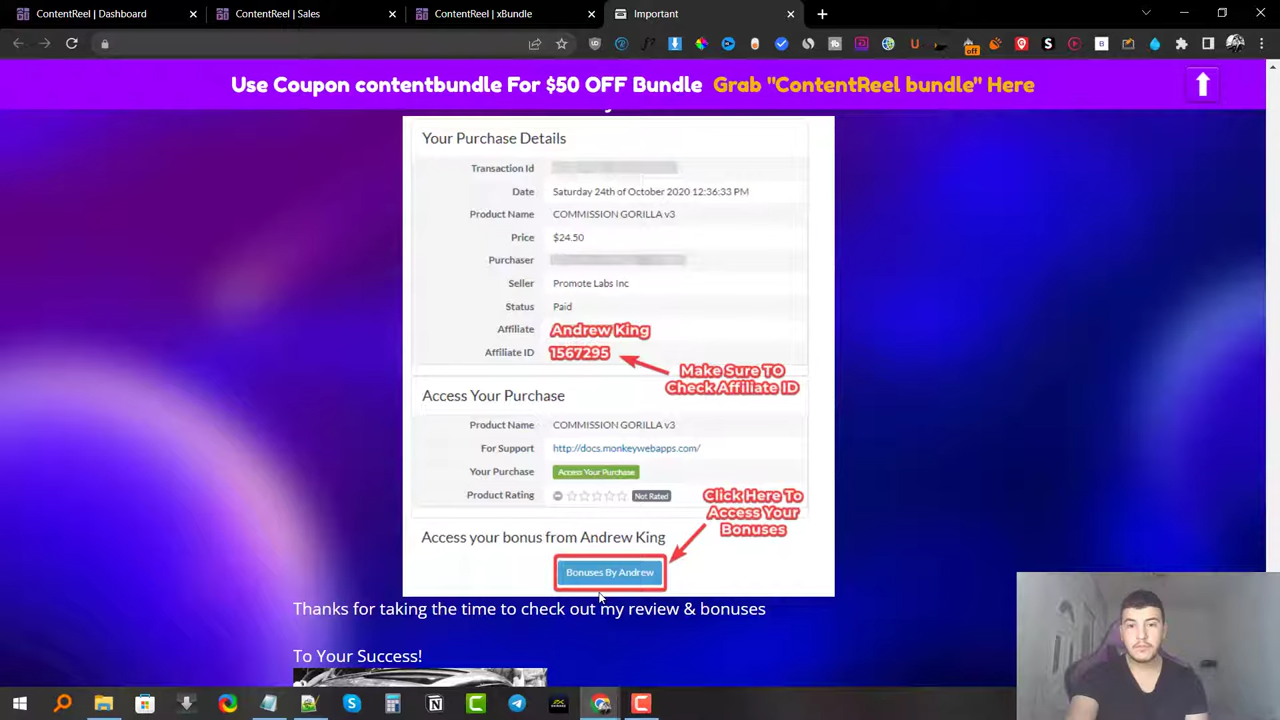 ContentReel | Dashboard
ContentReel | Sales
ContentReel | xBundle
Important
off
Use Coupon contentbundle For $50 OFF Bundle Grab "ContentReel bundle" Here
Your Purchase Details
Transaction Id
Date Saturday 24th of October 2020 12:36:33 PM
Product Name COMMISSION GORILLA v3
Price $24.50
Purchaser
Seller Promote Labs Inc
Status Paid
Affiliate Andrew King
Affiliate ID 1567295
Make Sure TO
Check Affiliate ID
Access Your Purchase
Product Name COMMISSION GORILLA v3
For Support http://docs.monkeywebapps.com/
Your Purchase Access Your Purchase
Product Rating Not Rated
Click Here To
Access Your
Bonuses
Access your bonus from Andrew King
Bonuses By Andrew
Thanks for taking the time to check out my review & bonuses
To Your Success!